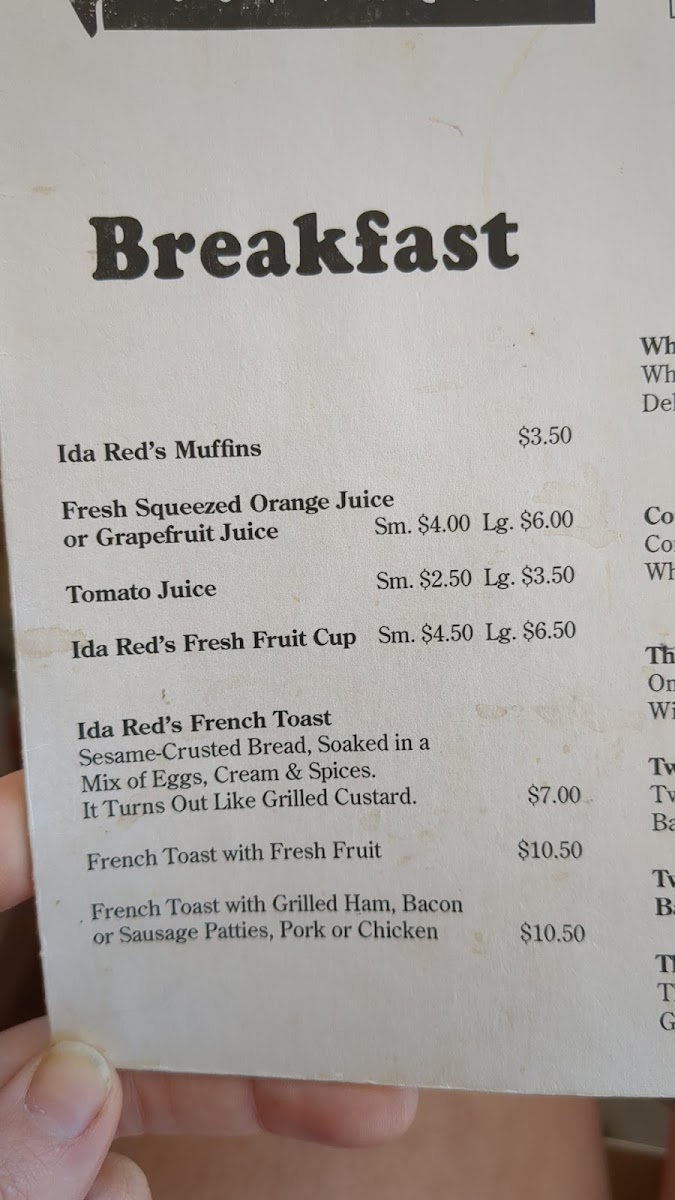 Breakfast
Ida Red's Muffins $3.50
Fresh Squeezed Orange Juice
or Grapefruit Juice Sm. $4.00 Lg. $6.00
Tomato Juice Sm. $2.50 Lg. $3.50
Ida Red's Fresh Fruit Cup Sm. $4.50 Lg. $6.50
Ida Red's French Toast
Sesame-Crusted Bread, Soaked in a
Mix of Eggs, Cream & Spices.
It Turns Out Like Grilled Custard. $7.00
French Toast with Fresh Fruit $10.50
French Toast with Grilled Ham, Bacon
or Sausage Patties, Pork or Chicken $10.50